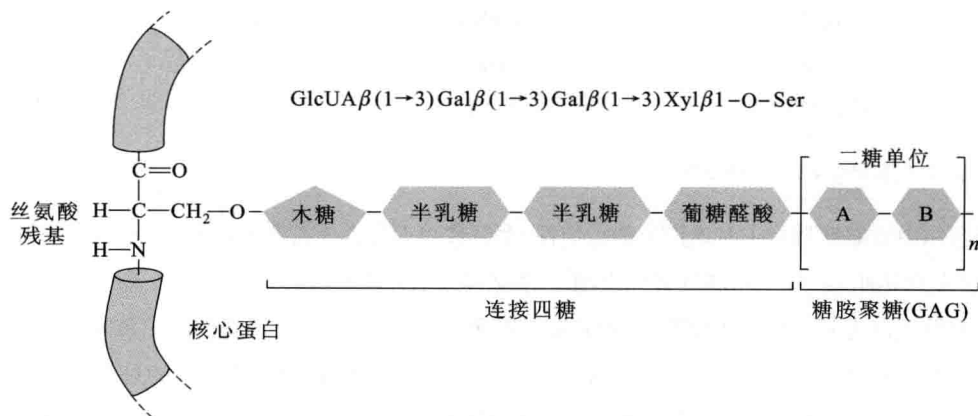 GlcUAβ(1→3)Galβ(1→3)Galβ(1→3)Xylβ1-O-Ser
二糖单位
C=O
丝氨酸
残基
H-C-CH₂-O-
木糖
半乳糖
半乳糖
葡糖醛酸
A
B
n
H-N
连接四糖
糖胺聚糖(GAG)
核心蛋白